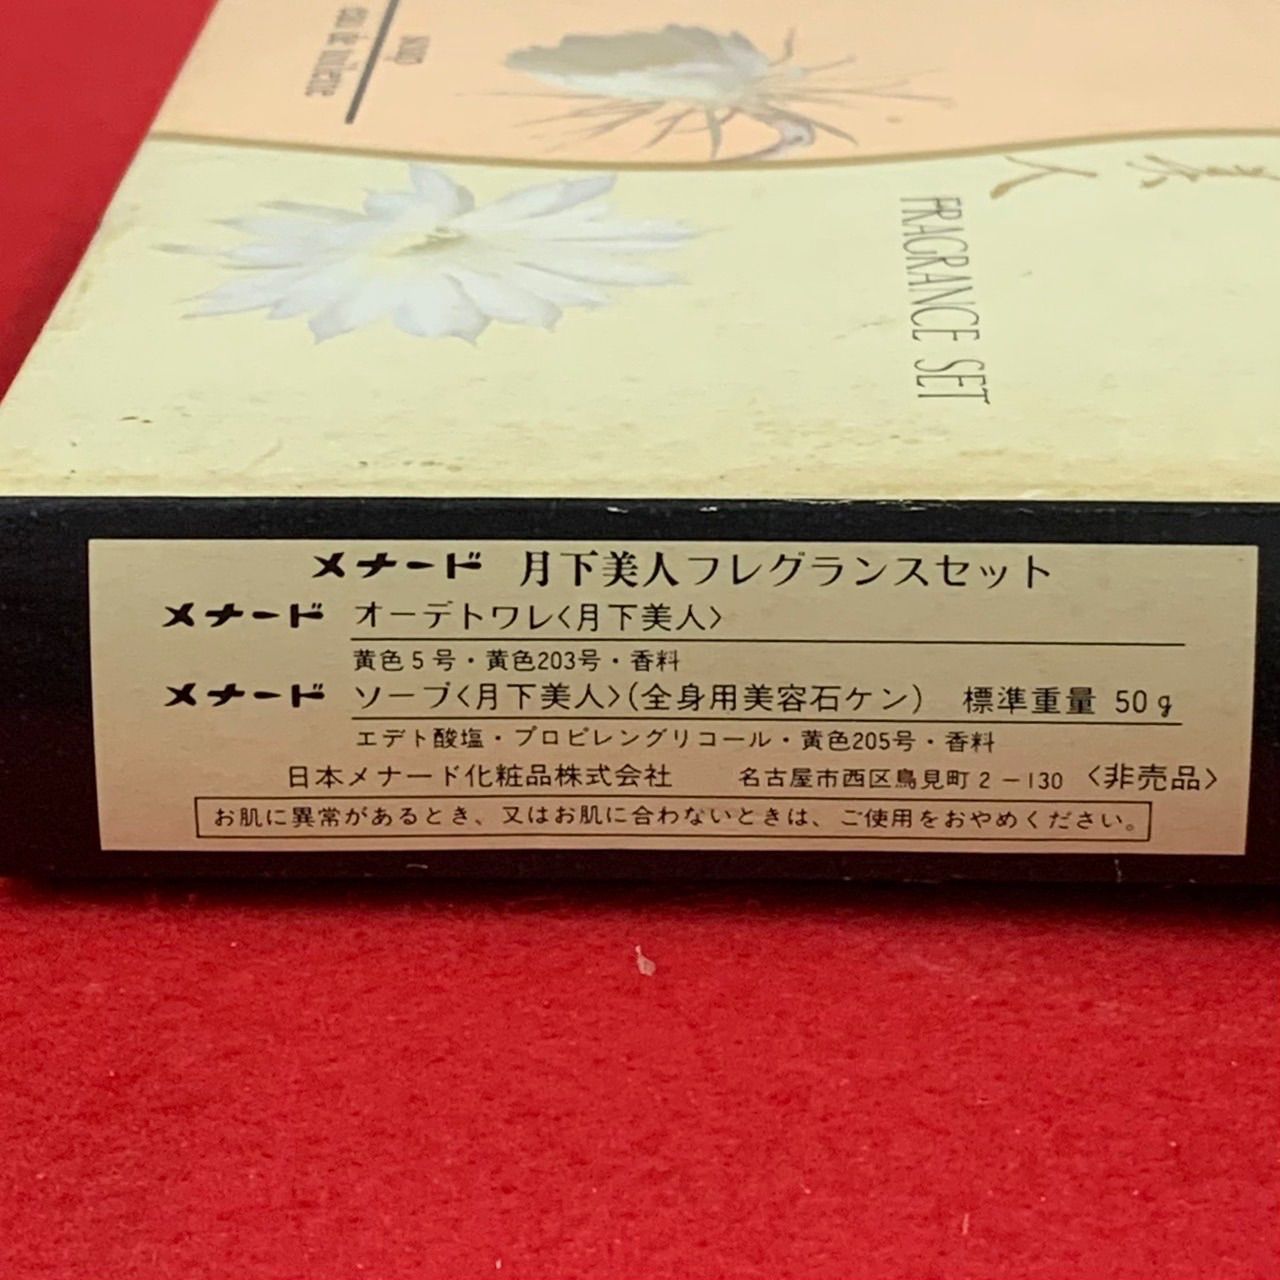 soap
eau de toilette
美人
FRAGRANCE SET
メナード 月下美人フレグランスセット
メナード オーデトワレ〈月下美人〉
黄色5号・黄色203号・香料
メナード ソープ〈月下美人〉(全身用美容石ケン) 標準重量 50g
エデト酸塩・プロピレングリコール・黄色205号・香料
日本メナード化粧品株式会社 名古屋市西区鳥見町2-130 〈非売品〉
お肌に異常があるとき、又はお肌に合わないときは、ご使用をおやめください。